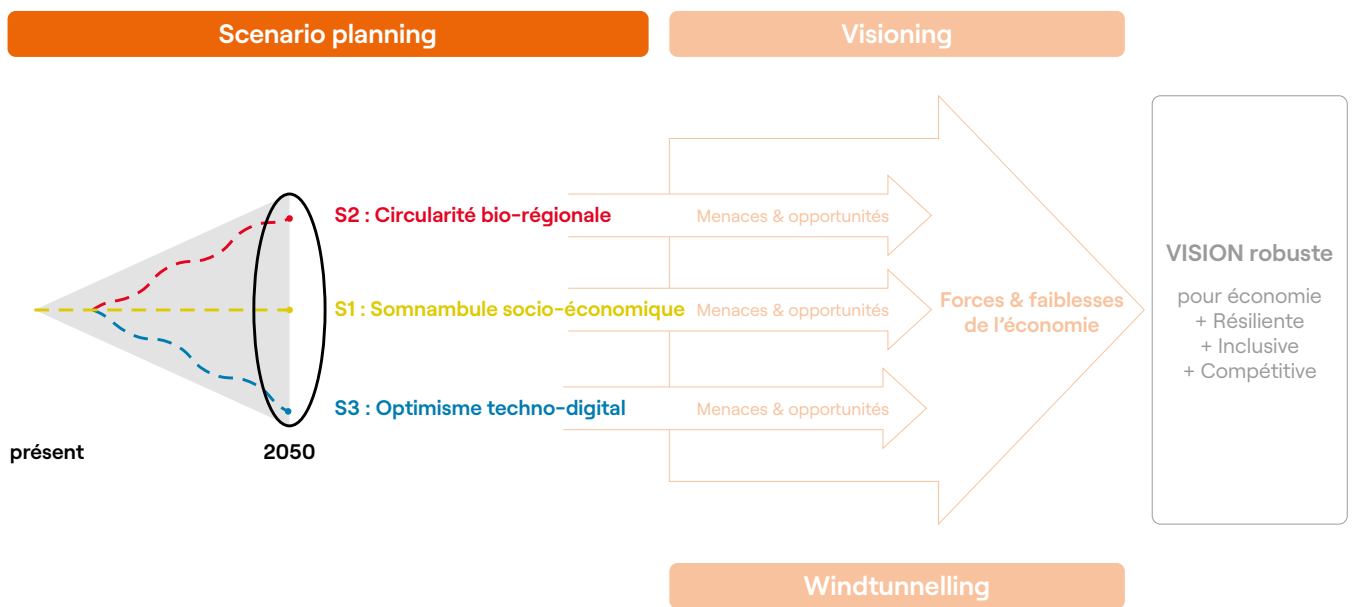 Scenario planning
Visioning
S2 : Circularité bio-régionale
Menaces & opportunités
S1 : Somnambule socio-économique
Menaces & opportunités
S3 : Optimisme techno-digital
Menaces & opportunités
Forces & faiblesses
de l’économie
VISION robuste
pour économie
+ Résiliente
+ Inclusive
+ Compétitive
présent
2050
Windtunnelling